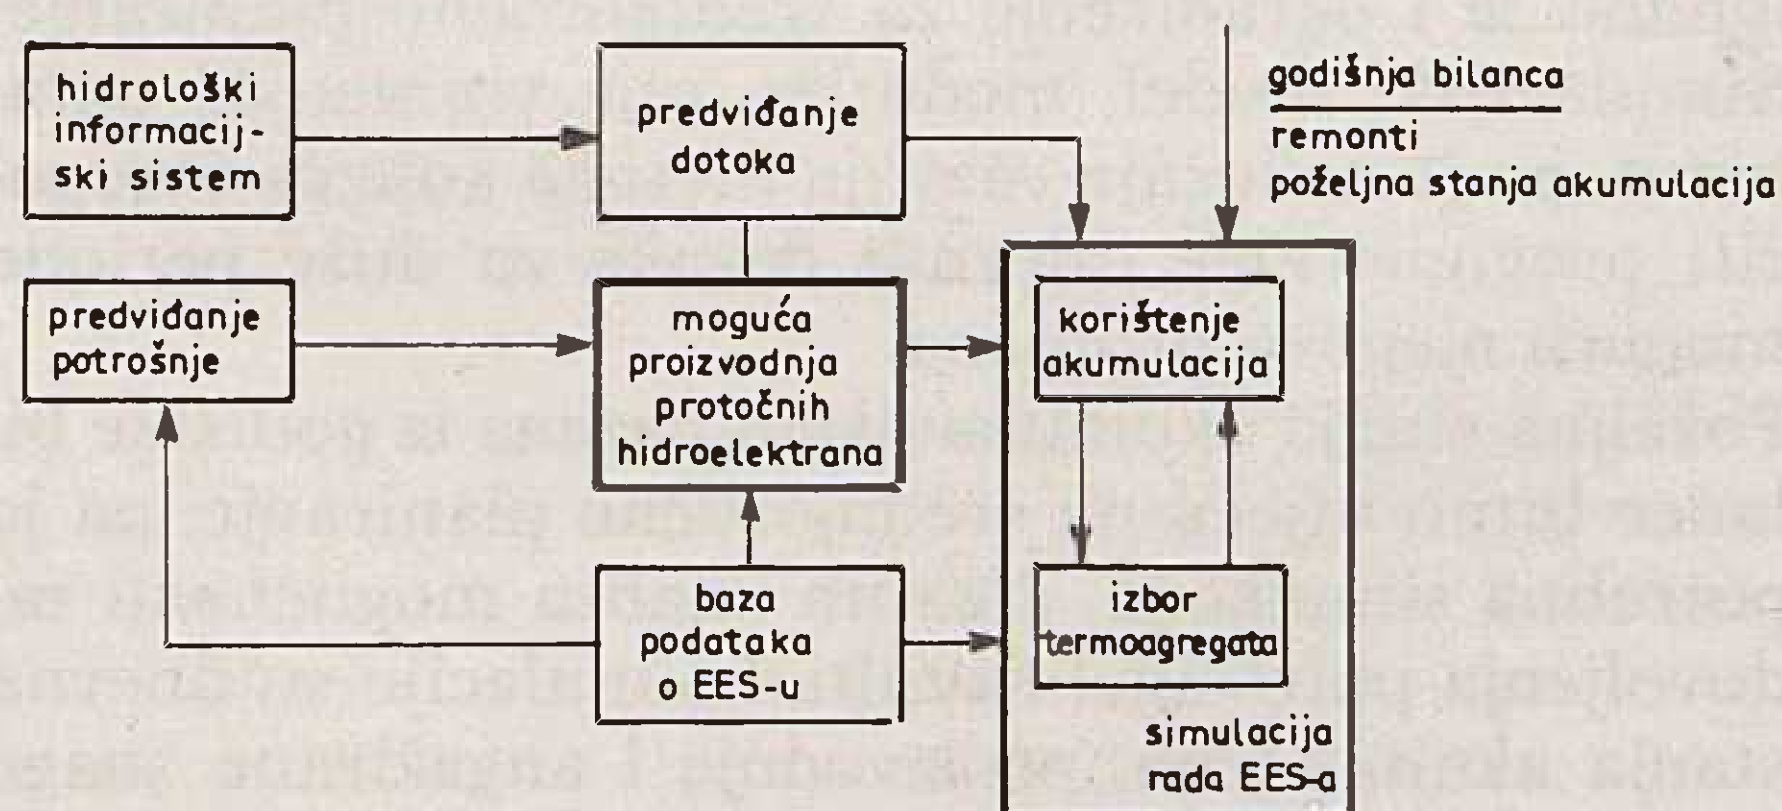 hidrološki
informacij-
ski sistem
predviđanje
dotoka
godišnja bilanca
remonti
poželjna stanja akumulacija
predviđanje
potrošnje
moguća
proizvodnja
protočnih
hidroelektrana
korištenje
akumulacija
baza
podataka
o EES-u
izbor
termoagregata
simulacija
rada EES-a